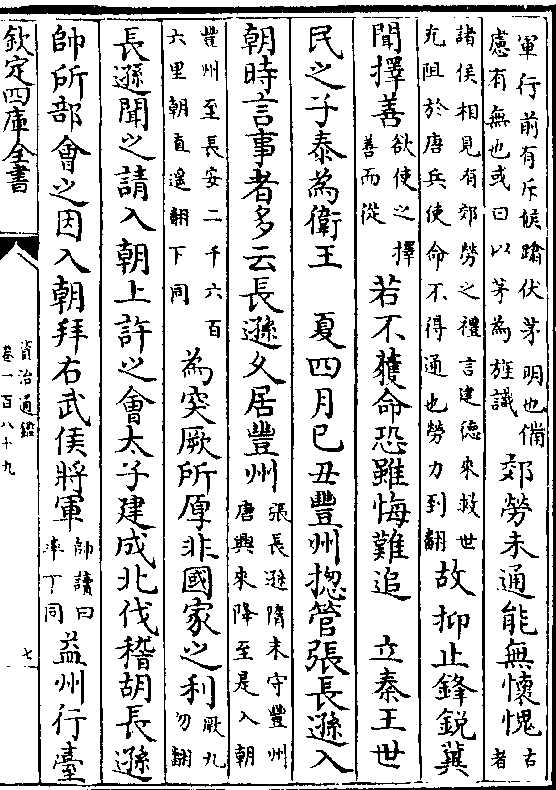 軍行前有斥候蹹伏茅明也僃
慮有無也或曰以茅為旌識
郊勞未通能無懷愧
古
者
諸侯相見有郊勞之禮言建德來救世
充阻於唐兵使命不得通也勞力到翻
故抑止鋒銳冀
聞擇善
欲使之擇
善而從
若不獲命恐雖悔難追　立秦王世
民之子泰為衛王　夏四月己丑豐州揔管張長遜入
朝時言事者多云長遜久居豐州
張長遜隋末守豐州
唐興來降至是入朝
豐州至長安二千六百
六里朝直遙翻下同
為突厥所厚非國家之利
厥九
勿翻
長遜聞之請入朝上許之會太子建成北伐稽胡長遜
帥所部會之因入朝拜右武侯將軍
帥讀曰
率下同
益州行臺
欽定四庫全書
資治通鑑
卷一百八十九
七